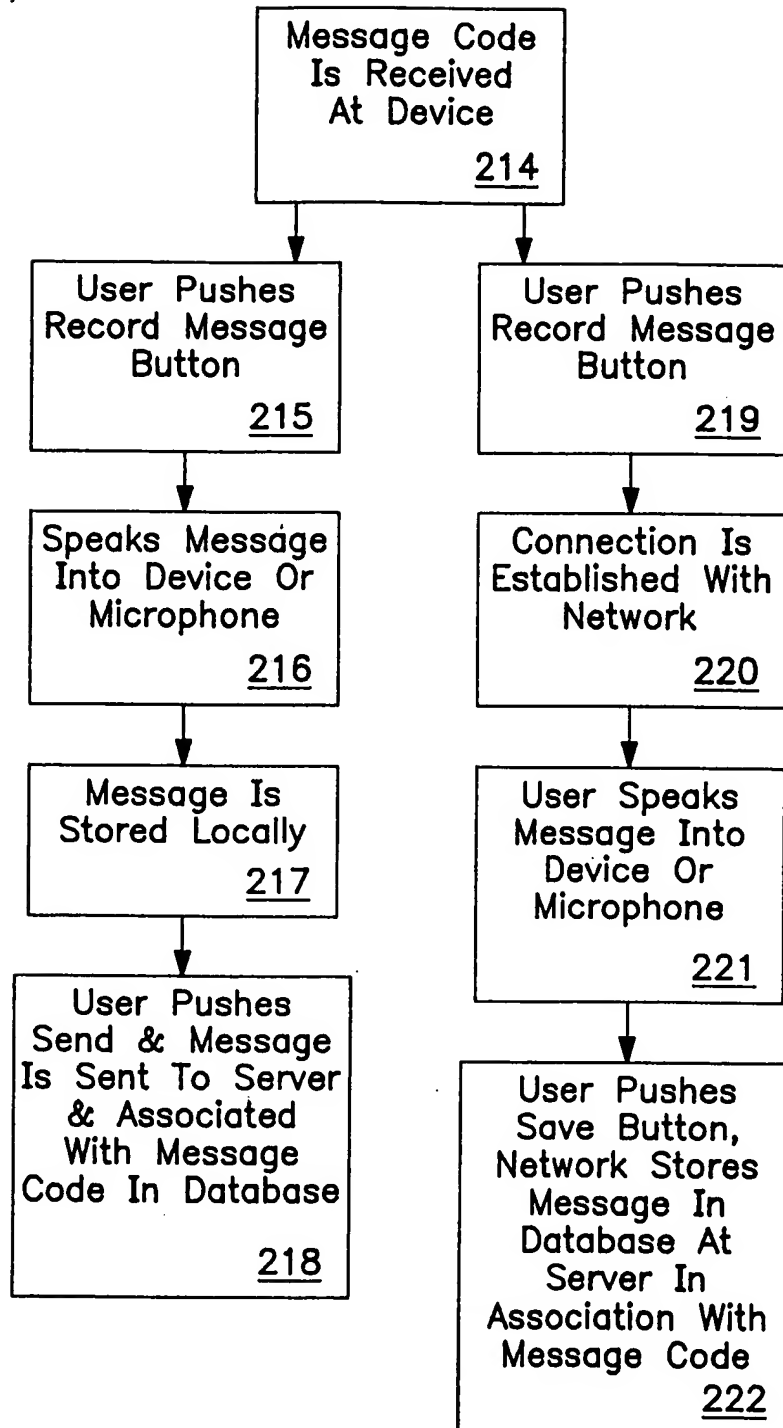 Message Code
Is Received
At Device
214
User Pushes
Record Message
Button
215
Speaks Message
Into Device Or
Microphone
216
Message Is
Stored Locally
217
User Pushes
Send & Message
Is Sent To Server
& Associated
With Message
Code In Database
218
User Pushes
Record Message
Button
219
Connection Is
Established With
Network
220
User Speaks
Message Into
Device Or
Microphone
221
User Pushes
Save Button,
Network Stores
Message In
Database At
Server In
Association With
Message Code
222